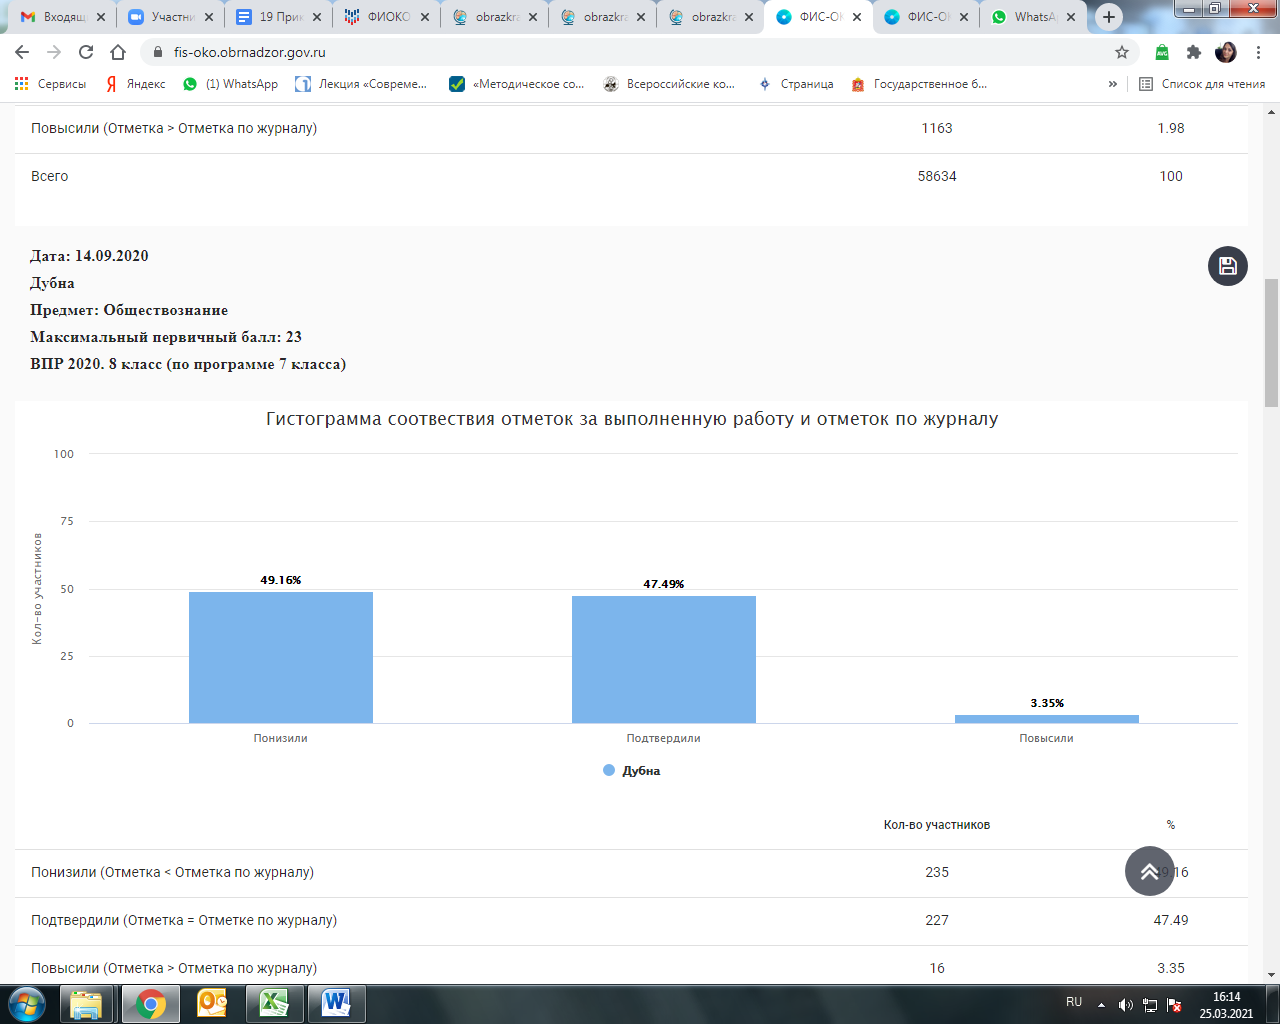 Входящи Участни 19 При ФИОКО obrazkra obrazkra obrazkra ФИС-ОК ФИС-ОК WhatsA
fis-oko.obrnadzor.gov.ru
Сервисы Яндекс (1) WhatsApp Лекция «Совреме... «Методическое со... Всероссийские ко... Страница Государственное б... » Список для чтения
Повысили (Отметка > Отметка по журналу) 1163 1.98
Всего 58634 100
Дата: 14.09.2020
Дубна
Предмет: Обществознание
Максимальный первичный балл: 23
ВПР 2020. 8 класс (по программе 7 класса)
Гистограмма соотвествия отметок за выполненную работу и отметок по журналу
Кол-во участников
100
75
50
25
0
49.16% 47.49% 3.35%
Понизили Подтвердили Повысили
Дубна
Кол-во участников %
Понизили (Отметка < Отметка по журналу) 235 .16
Подтвердили (Отметка = Отметке по журналу) 227 47.49
Повысили (Отметка > Отметка по журналу) 16 3.35
RU 16:14
25.03.2021